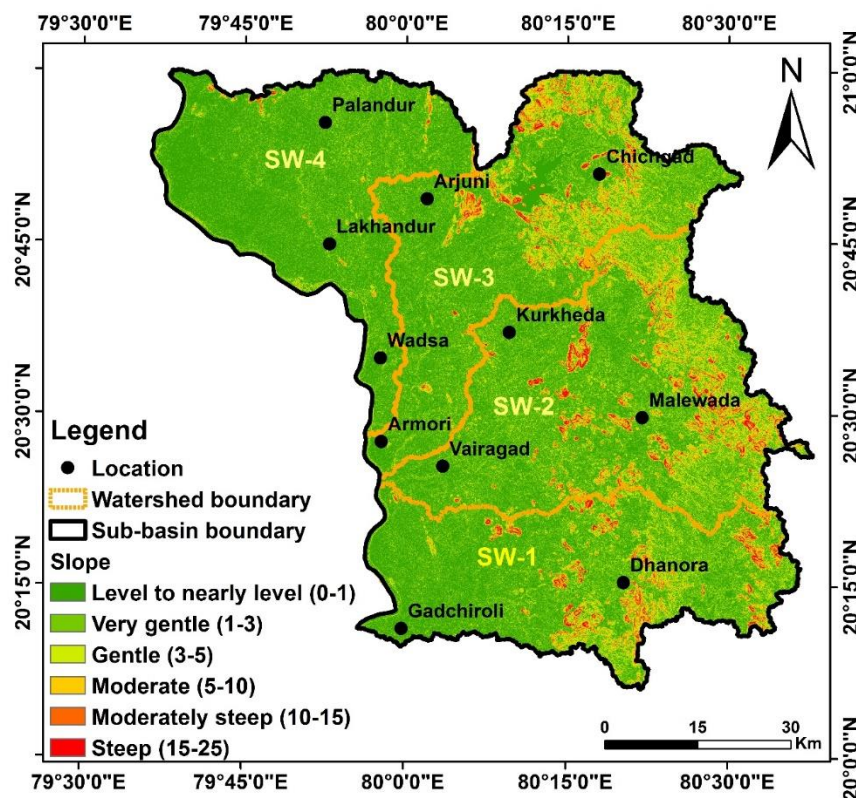 79°30'0"E 79°45'0"E 80°0'0"E 80°15'0"E 80°30'0"E
21°0'0"N
N
Palandur
SW-4
Chichgad
Arjuni
Lakhandur
20°45'0"N 20°45'0"N
SW-3
Kurkheda
Wadsa
SW-2
Malewada
20°30'0"N 20°30'0"N
Armori
Vairagad
SW-1
Dhanora
20°15'0"N 20°15'0"N
Gadchiroli
Legend
Location
Watershed boundary
Sub-basin boundary
Slope
Level to nearly level (0-1)
Very gentle (1-3)
Gentle (3-5)
Moderate (5-10)
Moderately steep (10-15)
Steep (15-25)
0 15 30
Km
20°0'0"N
79°30'0"E 79°45'0"E 80°0'0"E 80°15'0"E 80°30'0"E